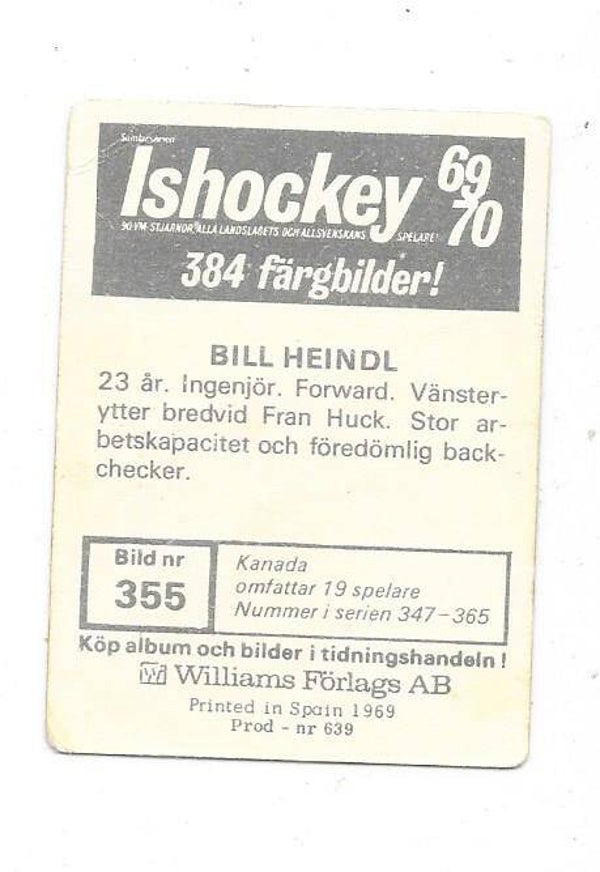 Samlarserien
Ishockey 69
70
90 VM-STJÄRNOR, ALLA LANDSLAGETS OCH ALLSVENSKANS SPELARE!
384 färgbilder!
BILL HEINDL
23 år. Ingenjör. Forward. Vänster-
ytter bredvid Fran Huck. Stor ar-
betskapacitet och föredömlig back-
checker.
Bild nr
355
Kanada
omfattar 19 spelare
Nummer i serien 347-365
Köp album och bilder i tidningshandeln!
Wf Williams Förlags AB
Printed in Spain 1969
Prod - nr 639